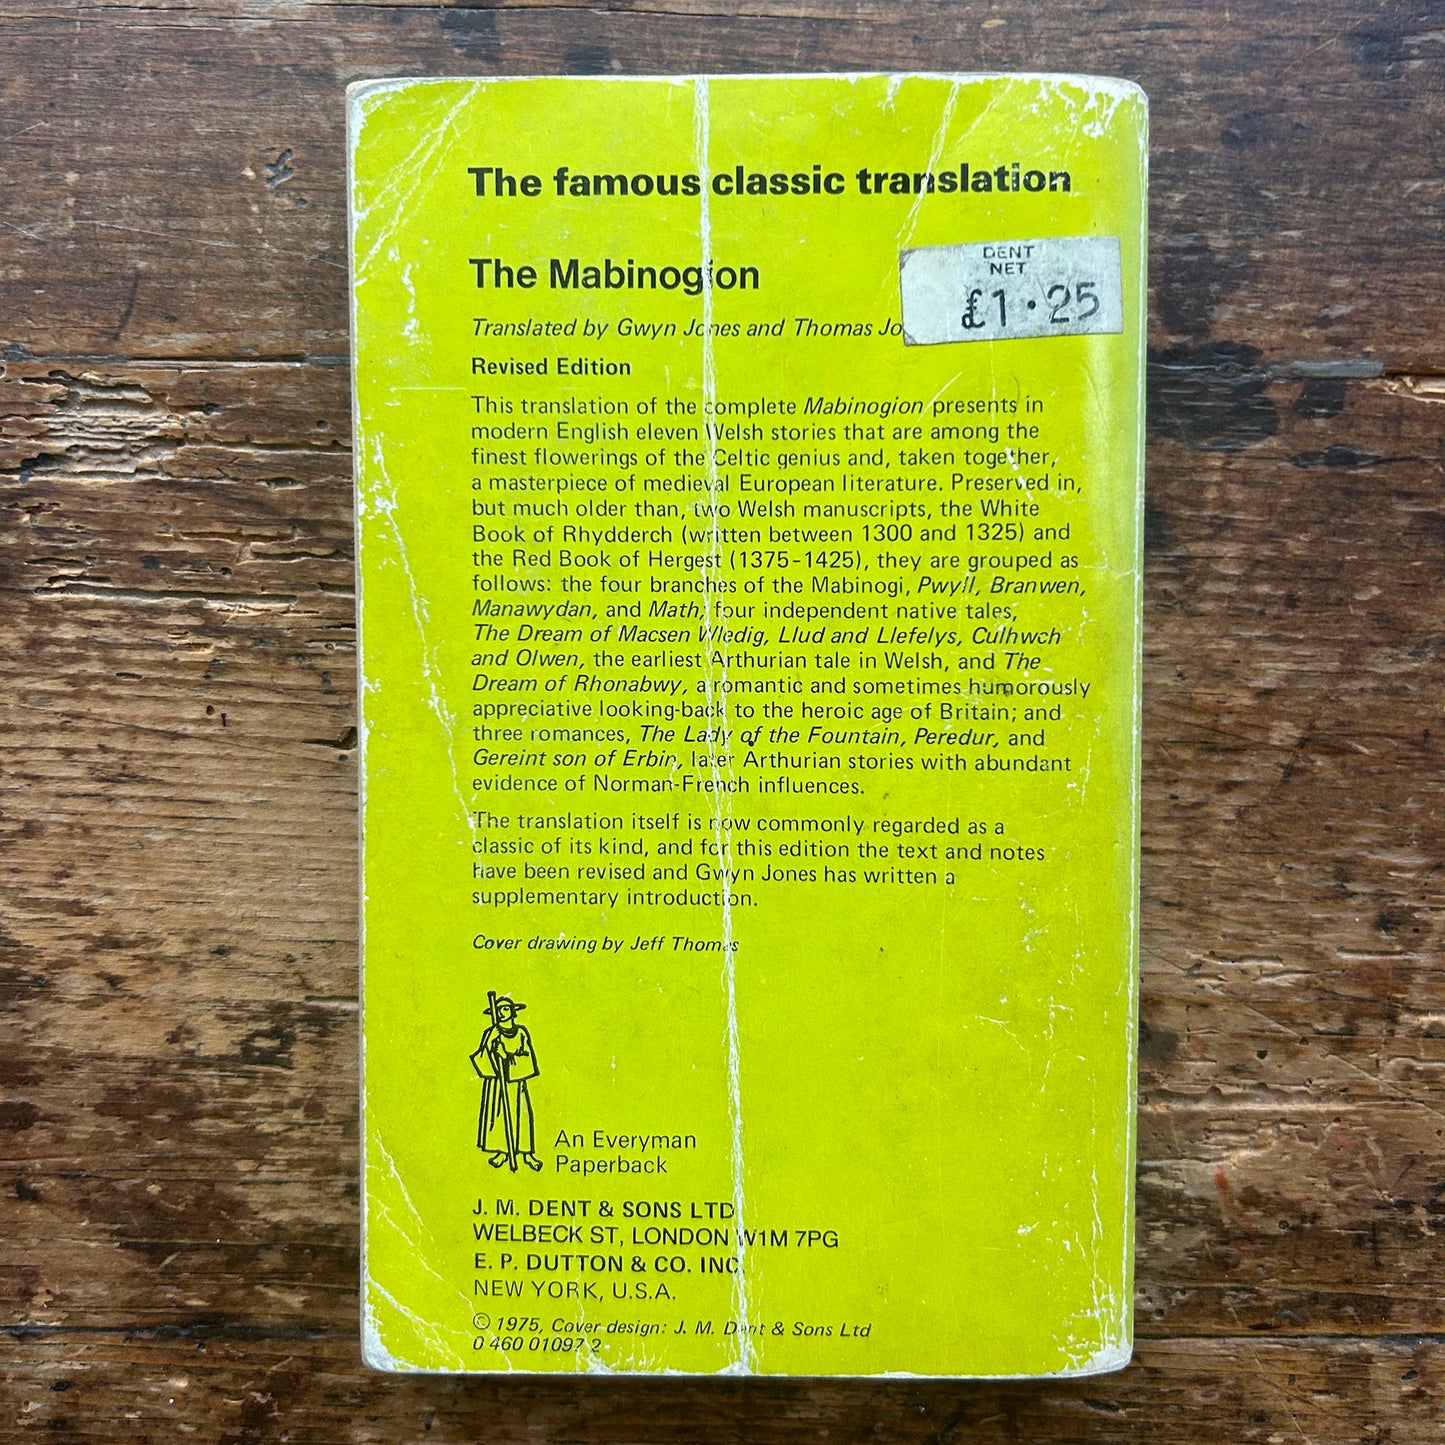 The famous classic translation
DENT
NET
£1·25
The Mabinogion
Translated by Gwyn Jones and Thomas Jo
Revised Edition
This translation of the complete Mabinogion presents in
modern English eleven Welsh stories that are among the
finest flowerings of the Celtic genius and, taken together,
a masterpiece of medieval European literature. Preserved in,
but much older than, two Welsh manuscripts, the White
Book of Rhydderch (written between 1300 and 1325) and
the Red Book of Hergest (1375-1425), they are grouped as
follows: the four branches of the Mabinogi, Pwyll, Branwen,
Manawydan, and Math; four independent native tales,
The Dream of Macsen Wledig, Llud and Llefelys, Culhwch
and Olwen, the earliest Arthurian tale in Welsh, and The
Dream of Rhonabwy, a romantic and sometimes humorously
appreciative looking-back to the heroic age of Britain; and
three romances, The Lady of the Fountain, Peredur, and
Gereint son of Erbin, later Arthurian stories with abundant
evidence of Norman-French influences.
The translation itself is now commonly regarded as a
classic of its kind, and for this edition the text and notes
have been revised and Gwyn Jones has written a
supplementary introduction.
Cover drawing by Jeff Thomas
An Everyman
Paperback
J. M. DENT & SONS LTD
WELBECK ST, LONDON W1M 7PG
E. P. DUTTON & CO. INC
NEW YORK, U.S.A.
© 1975, Cover design: J. M. Dent & Sons Ltd
0 460 01097 2